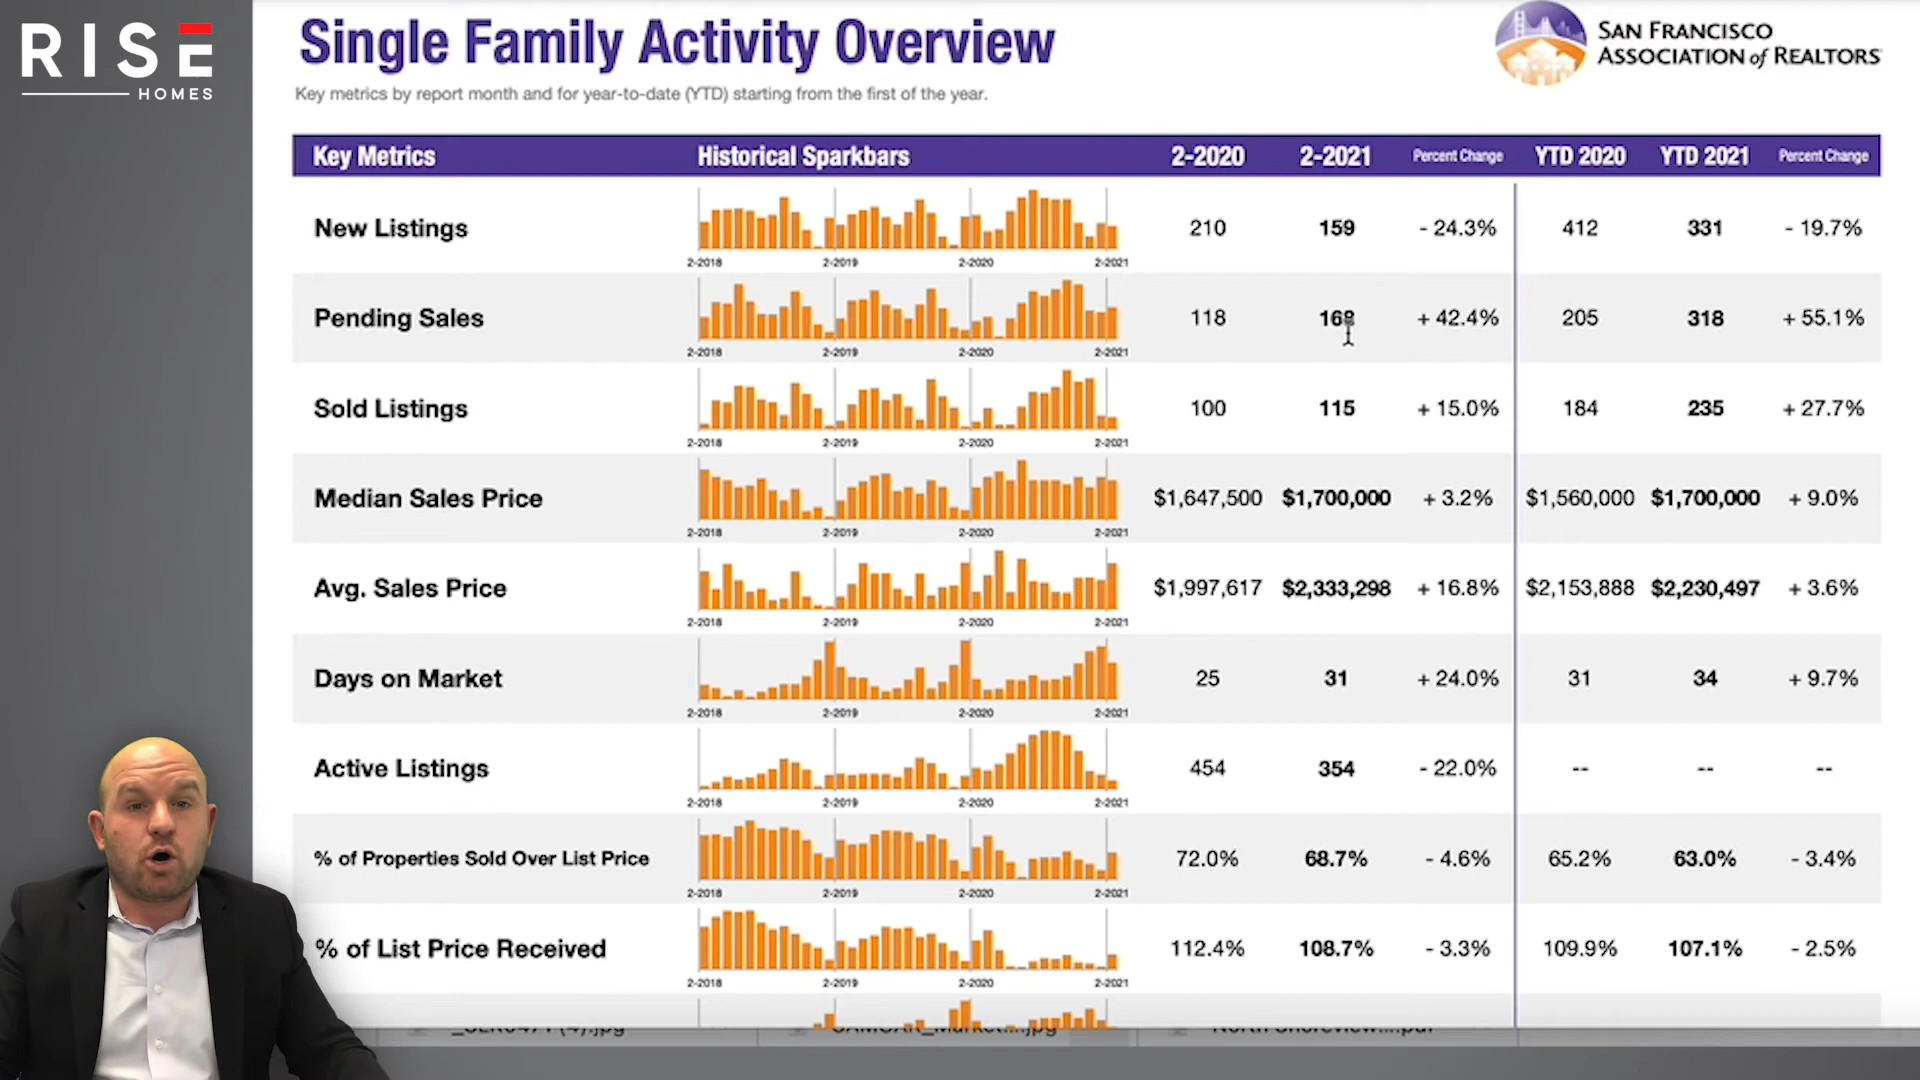 RISE
HOMES
Single Family Activity Overview
SAN FRANCISCO
ASSOCIATION of REALTORS
Key metrics by report month and for year-to-date (YTD) starting from the first of the year.
Key Metrics Historical Sparkbars 2-2020 2-2021 Percent Change YTD 2020 YTD 2021 Percent Change
New Listings 210 159 - 24.3% 412 331 - 19.7%
2-2018 2-2019 2-2020 2-2021
Pending Sales 118 168 + 42.4% 205 318 + 55.1%
2-2018 2-2019 2-2020 2-2021
Sold Listings 100 115 + 15.0% 184 235 + 27.7%
2-2018 2-2019 2-2020 2-2021
Median Sales Price $1,647,500 $1,700,000 + 3.2% $1,560,000 $1,700,000 + 9.0%
2-2018 2-2019 2-2020 2-2021
Avg. Sales Price $1,997,617 $2,333,298 + 16.8% $2,153,888 $2,230,497 + 3.6%
2-2018 2-2019 2-2020 2-2021
Days on Market 25 31 + 24.0% 31 34 + 9.7%
2-2018 2-2019 2-2020 2-2021
Active Listings 454 354 - 22.0% -- -- --
2-2018 2-2019 2-2020 2-2021
% of Properties Sold Over List Price 72.0% 68.7% - 4.6% 65.2% 63.0% - 3.4%
2-2018 2-2019 2-2020 2-2021
% of List Price Received 112.4% 108.7% - 3.3% 109.9% 107.1% - 2.5%
2-2018 2-2019 2-2020 2-2021